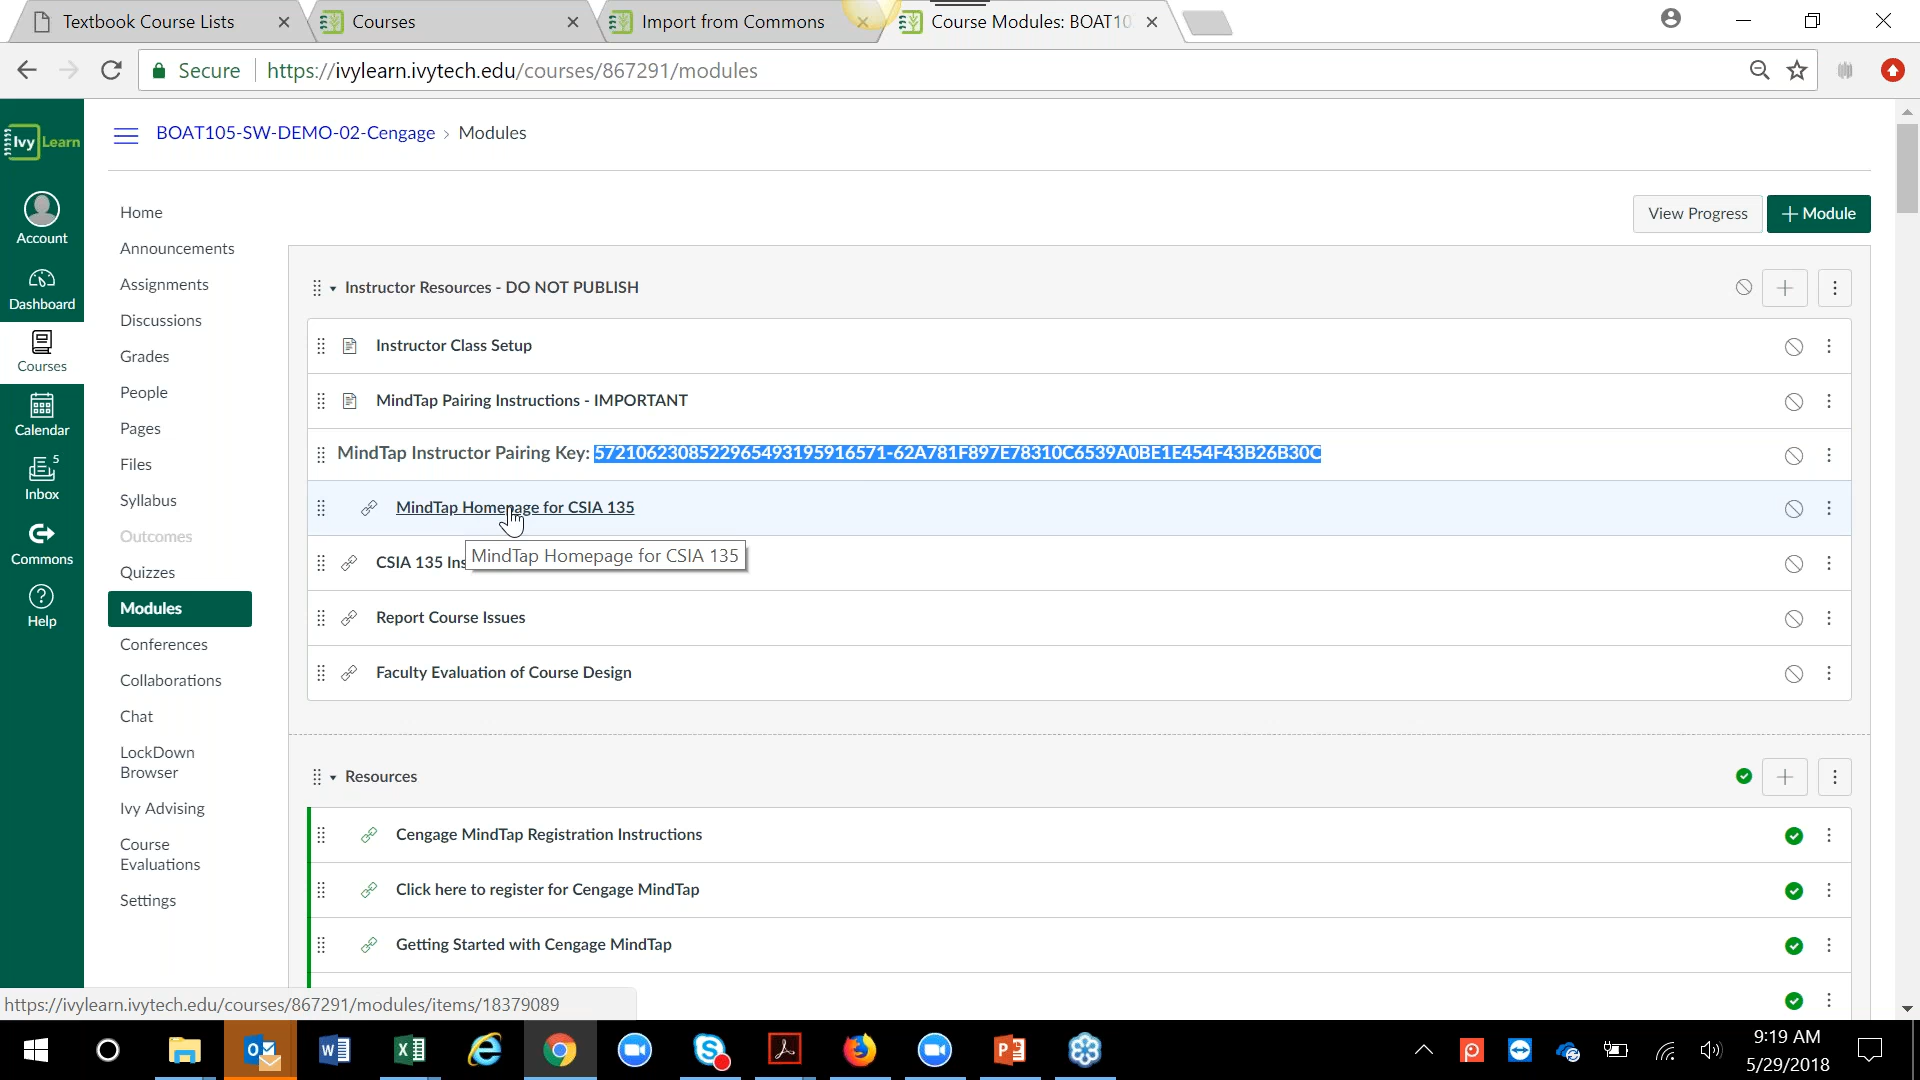 Textbook Course Lists
Courses
Import from Commons
Course Modules: BOAT10
Secure
https://ivylearn.ivytech.edu/courses/867291/modules
Ivy Learn
BOAT105-SW-DEMO-02-Cengage › Modules
Account
Dashboard
Courses
Calendar
5
Inbox
Commons
Help
Home
Announcements
Assignments
Discussions
Grades
People
Pages
Files
Syllabus
Outcomes
Quizzes
Modules
Conferences
Collaborations
Chat
LockDown
Browser
Ivy Advising
Course
Evaluations
Settings
View Progress
+ Module
Instructor Resources - DO NOT PUBLISH
Instructor Class Setup
MindTap Pairing Instructions - IMPORTANT
MindTap Instructor Pairing Key: 5721062308522965493195916571-62A781F897E78310C6539A0BE1E454F43B26B30C
MindTap Homepage for CSIA 135
CSIA 135 Ins
MindTap Homepage for CSIA 135
Report Course Issues
Faculty Evaluation of Course Design
Resources
Cengage MindTap Registration Instructions
Click here to register for Cengage MindTap
Getting Started with Cengage MindTap
https://ivylearn.ivytech.edu/courses/867291/modules/items/18379089
9:19 AM
5/29/2018